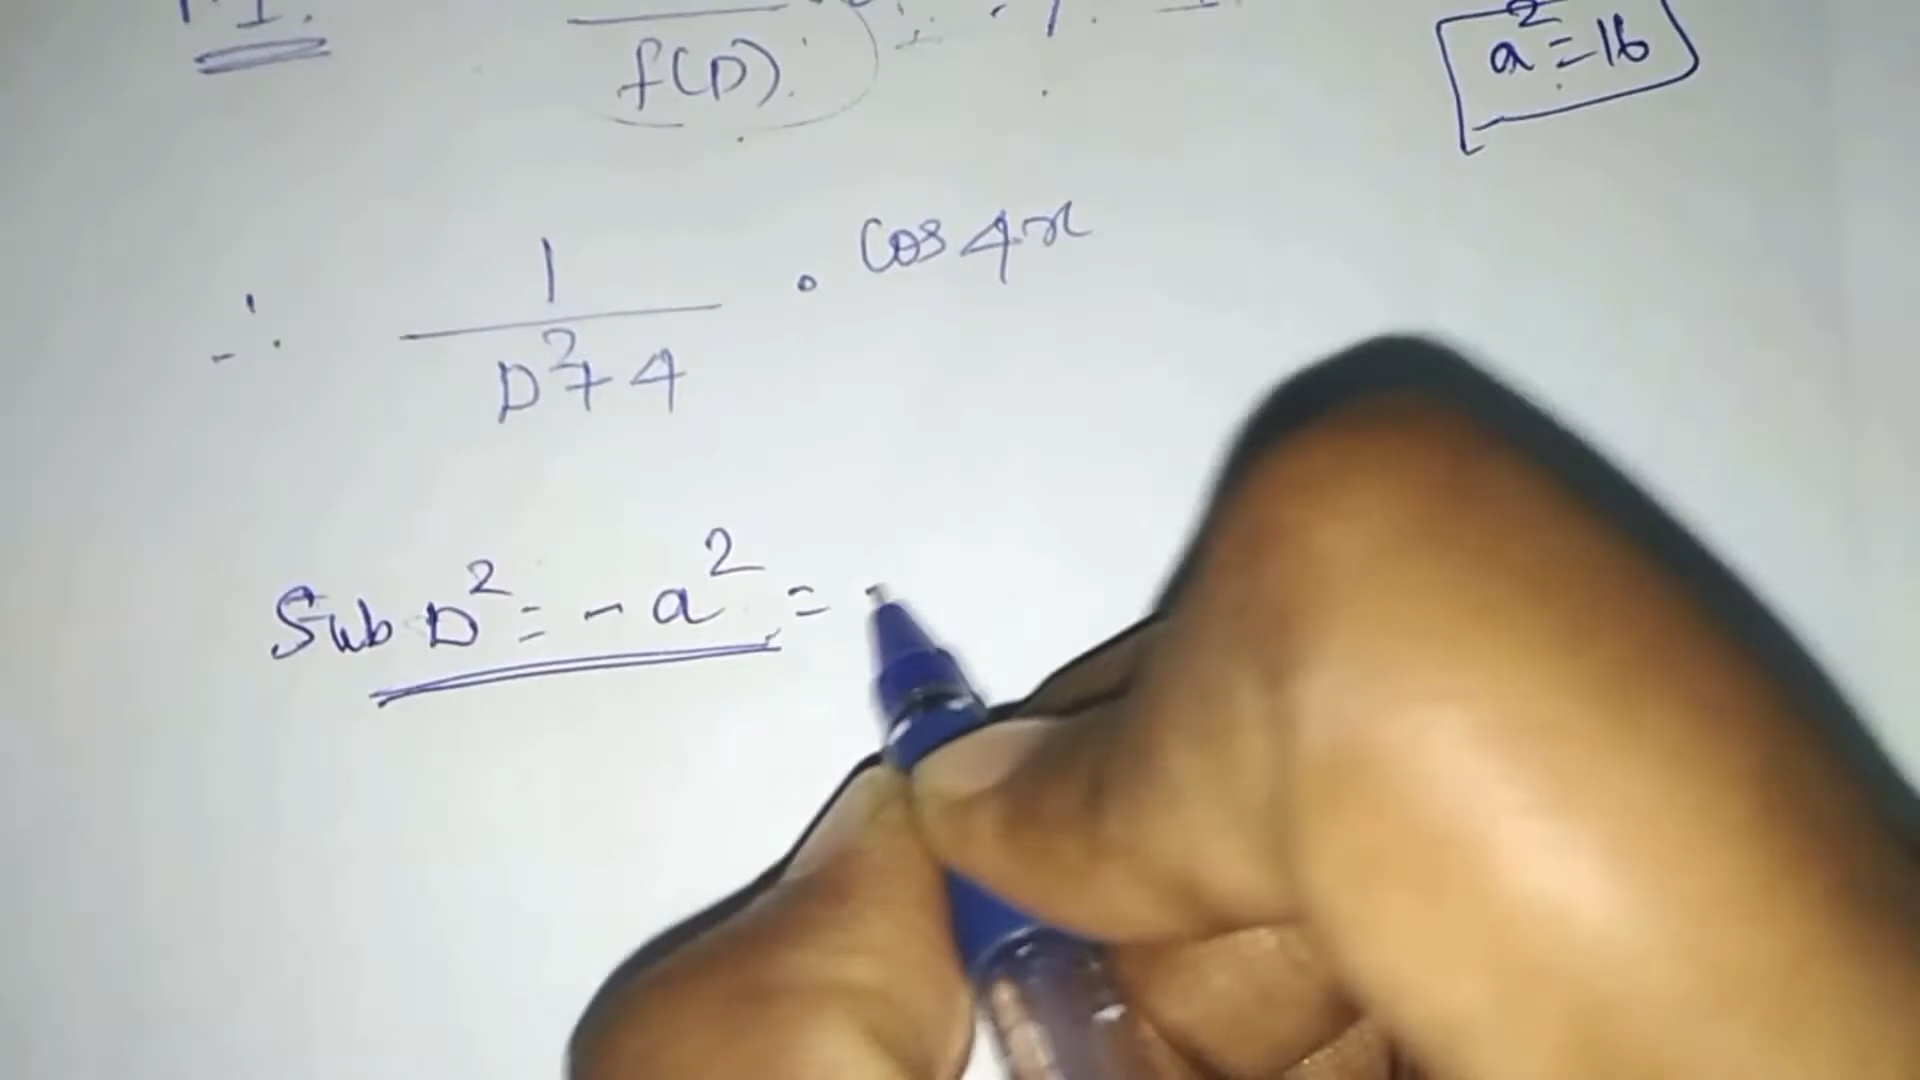 f(D)
a² = 16
∴ 1/(D²+4) . Cos 4x
Sub D² = -a² =